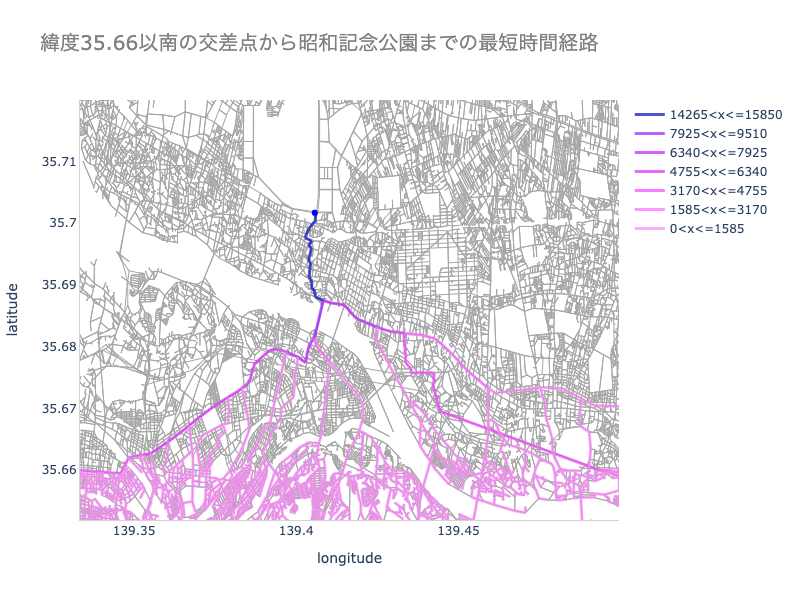 緯度35.66以南の交差点から昭和記念公園までの最短時間経路
14265<x<=15850
7925<x<=9510
6340<x<=7925
4755<x<=6340
3170<x<=4755
1585<x<=3170
0<x<=1585
35.71
35.7
35.69
35.68
35.67
35.66
latitude
139.35
139.4
139.45
longitude